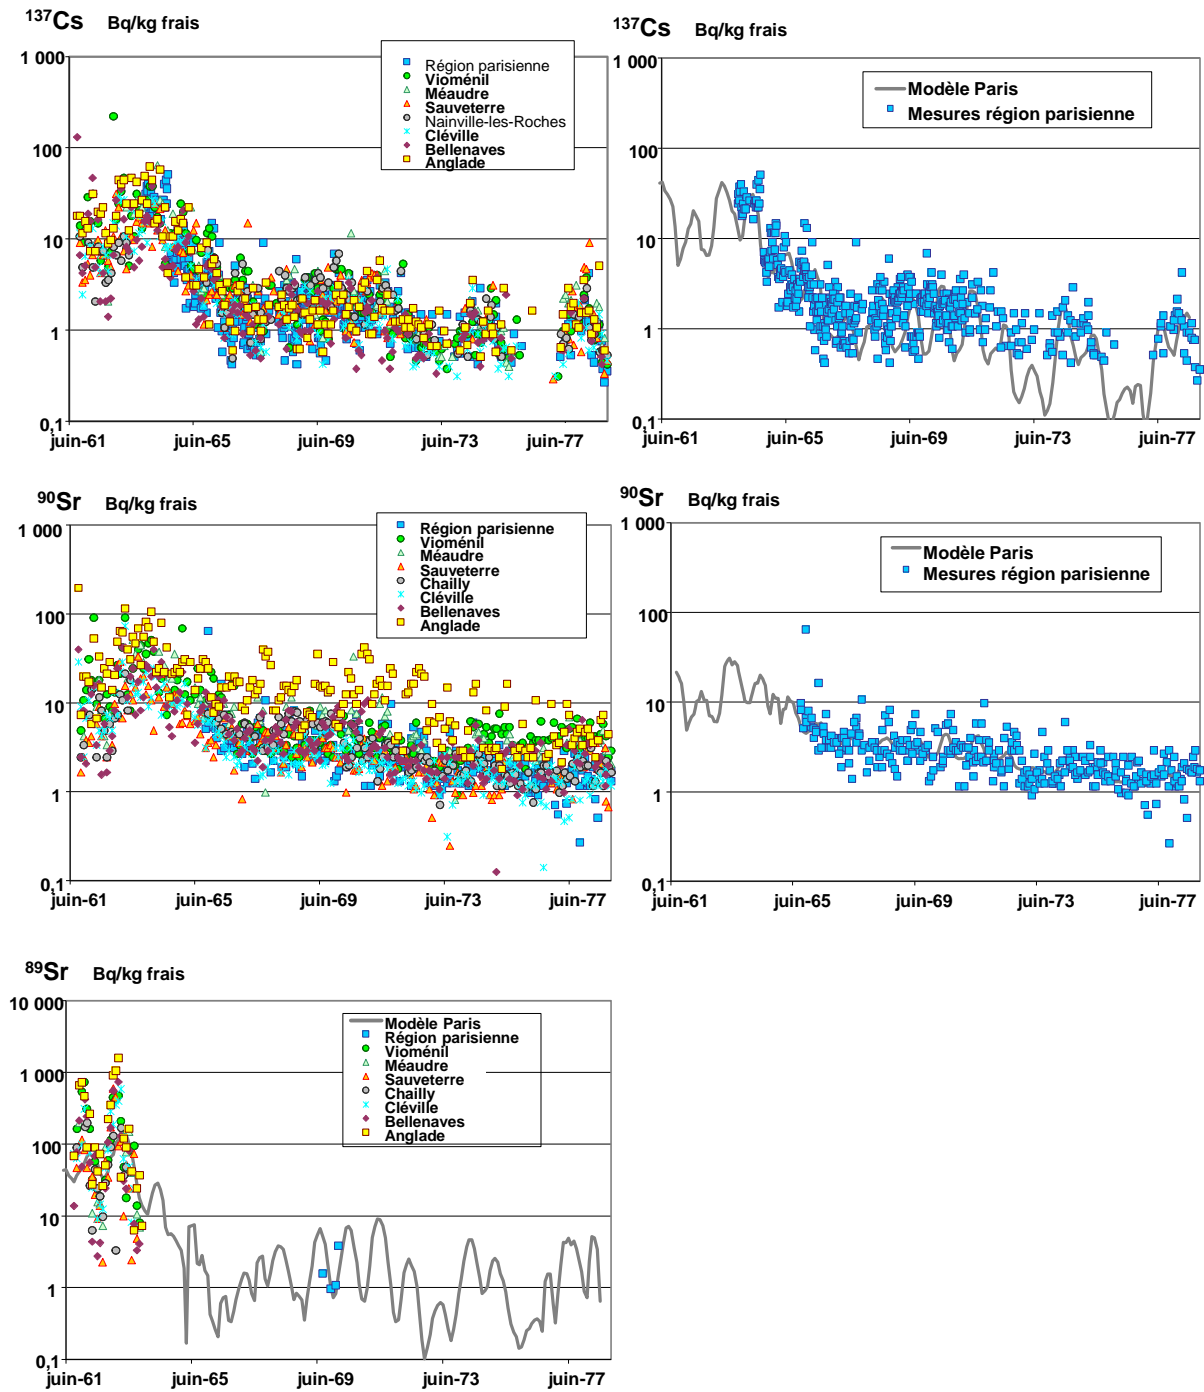 137Cs Bq/kg frais
1 000
100
10
1
0,1
juin-61 juin-65 juin-69 juin-73 juin-77
Région parisienne
Vioménil
Méaudre
Sauveterre
Nainville-les-Roches
Cléville
Bellenaves
Anglade
137Cs Bq/kg frais
1 000
100
10
1
0,1
juin-61 juin-65 juin-69 juin-73 juin-77
Modèle Paris
Mesures région parisienne
90Sr Bq/kg frais
1 000
100
10
1
0,1
juin-61 juin-65 juin-69 juin-73 juin-77
Région parisienne
Vioménil
Méaudre
Sauveterre
Chailly
Cléville
Bellenaves
Anglade
90Sr Bq/kg frais
1 000
100
10
1
0,1
juin-61 juin-65 juin-69 juin-73 juin-77
Modèle Paris
Mesures région parisienne
89Sr Bq/kg frais
10 000
1 000
100
10
1
0,1
juin-61 juin-65 juin-69 juin-73 juin-77
Modèle Paris
Région parisienne
Vioménil
Méaudre
Sauveterre
Chailly
Cléville
Bellenaves
Anglade